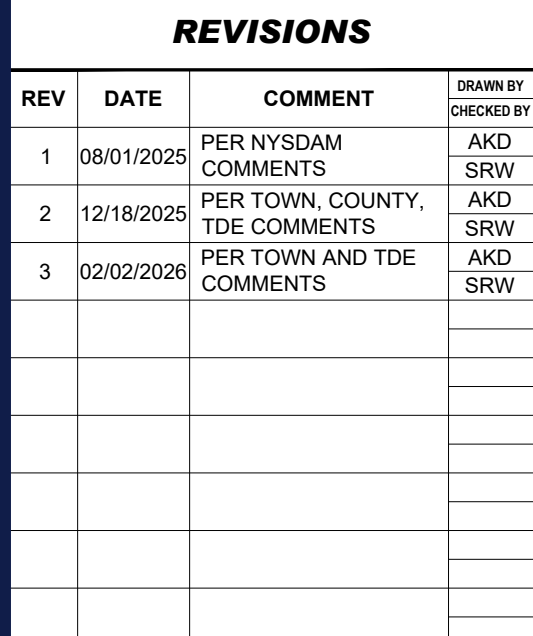 REVISIONS
REV DATE COMMENT DRAWN BY
CHECKED BY
1 08/01/2025 PER NYSDAM AKD
COMMENTS SRW
2 12/18/2025 PER TOWN, COUNTY, AKD
TDE COMMENTS SRW
3 02/02/2026 PER TOWN AND TDE AKD
COMMENTS SRW